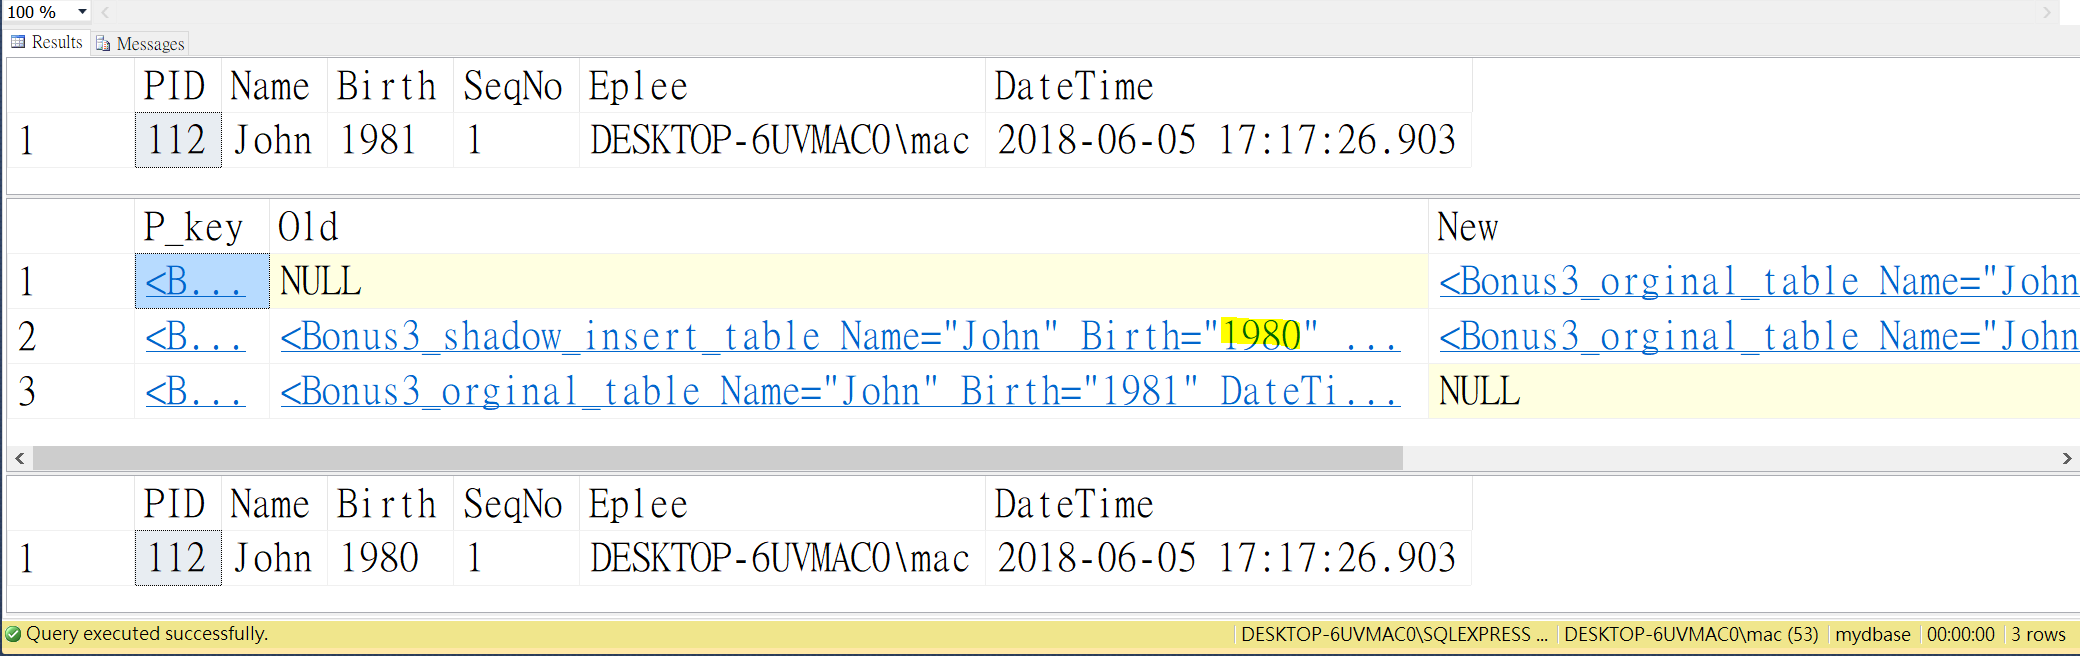 100 %
Results Messages
PID Name Birth SeqNo Eplee DateTime
1 112 John 1981 1 DESKTOP-6UVMAC0\mac 2018-06-05 17:17:26.903
P_key Old New
1 <B... NULL <Bonus3_orginal_table Name="John
2 <B... <Bonus3_shadow_insert_table Name="John" Birth="1980" ... <Bonus3_orginal_table Name="John
3 <B... <Bonus3_orginal_table Name="John" Birth="1981" DateTi... NULL
PID Name Birth SeqNo Eplee DateTime
1 112 John 1980 1 DESKTOP-6UVMAC0\mac 2018-06-05 17:17:26.903
Query executed successfully. DESKTOP-6UVMAC0\SQLEXPRESS ... DESKTOP-6UVMAC0\mac (53) mydbase 00:00:00 3 rows